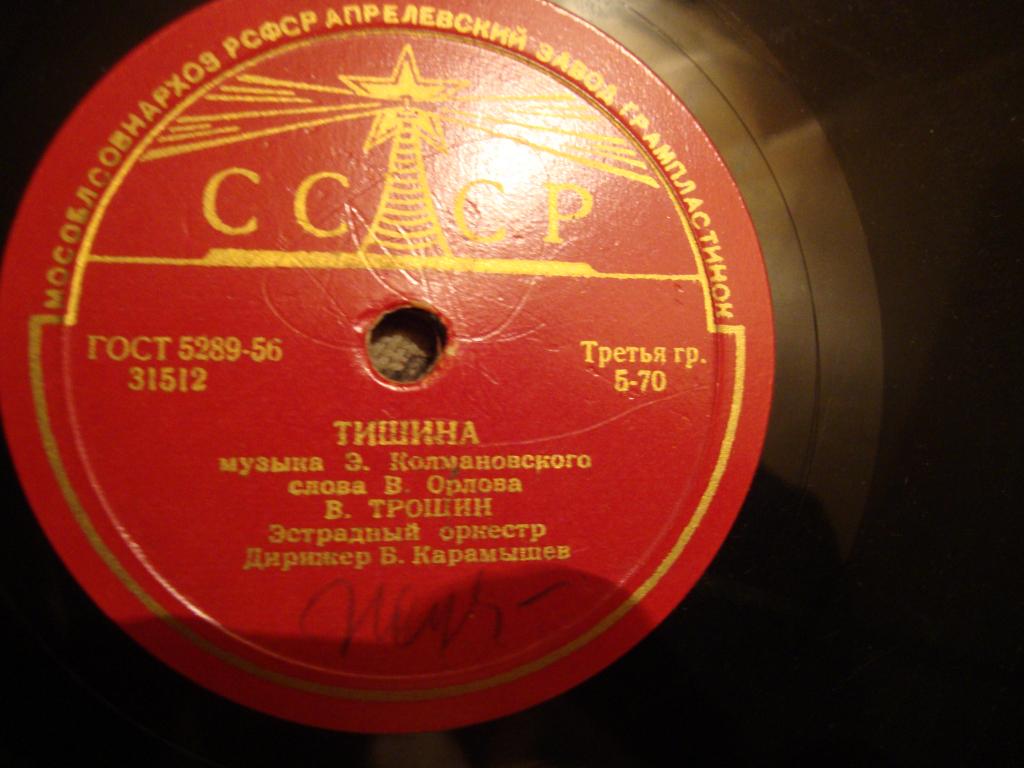 МОСОБЛСОВНАРХОЗ РСФСР АПРЕЛЕВСКИЙ ЗАВОД ГРАМПЛАСТИНОК
СССР
ГОСТ 5289-56
31512
Третья гр.
5-70
ТИШИНА
музыка Э. Колмановского
слова В. Орлова
В. ТРОШИН
Эстрадный оркестр
Дирижер Б. Карамышев